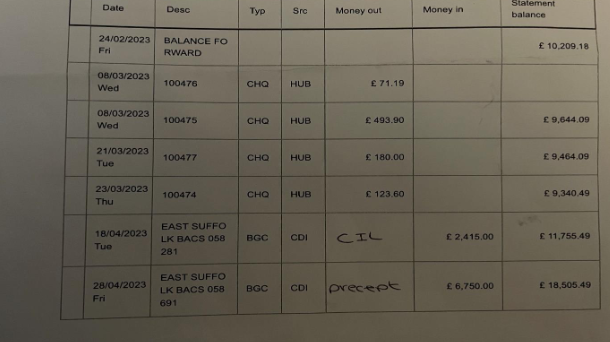 Date Desc Typ Src Money out Money in Statement
balance
24/02/2023 BALANCE FO £ 10,209.18
Fri RWARD
08/03/2023 100476 CHQ HUB £ 71.19
Wed
08/03/2023 100475 CHQ HUB £ 493.90 £ 9,644.09
Wed
21/03/2023 100477 CHQ HUB £ 180.00 £ 9,464.09
Tue
23/03/2023 100474 CHQ HUB £ 123.60 £ 9,340.49
Thu
EAST SUFFO
18/04/2023 LK BACS 058 BGC CDI CIL £ 2,415.00 £ 11,755.49
Tue 281
EAST SUFFO
28/04/2023 LK BACS 058 BGC CDI precept £ 6,750.00 £ 18,505.49
Fri 691